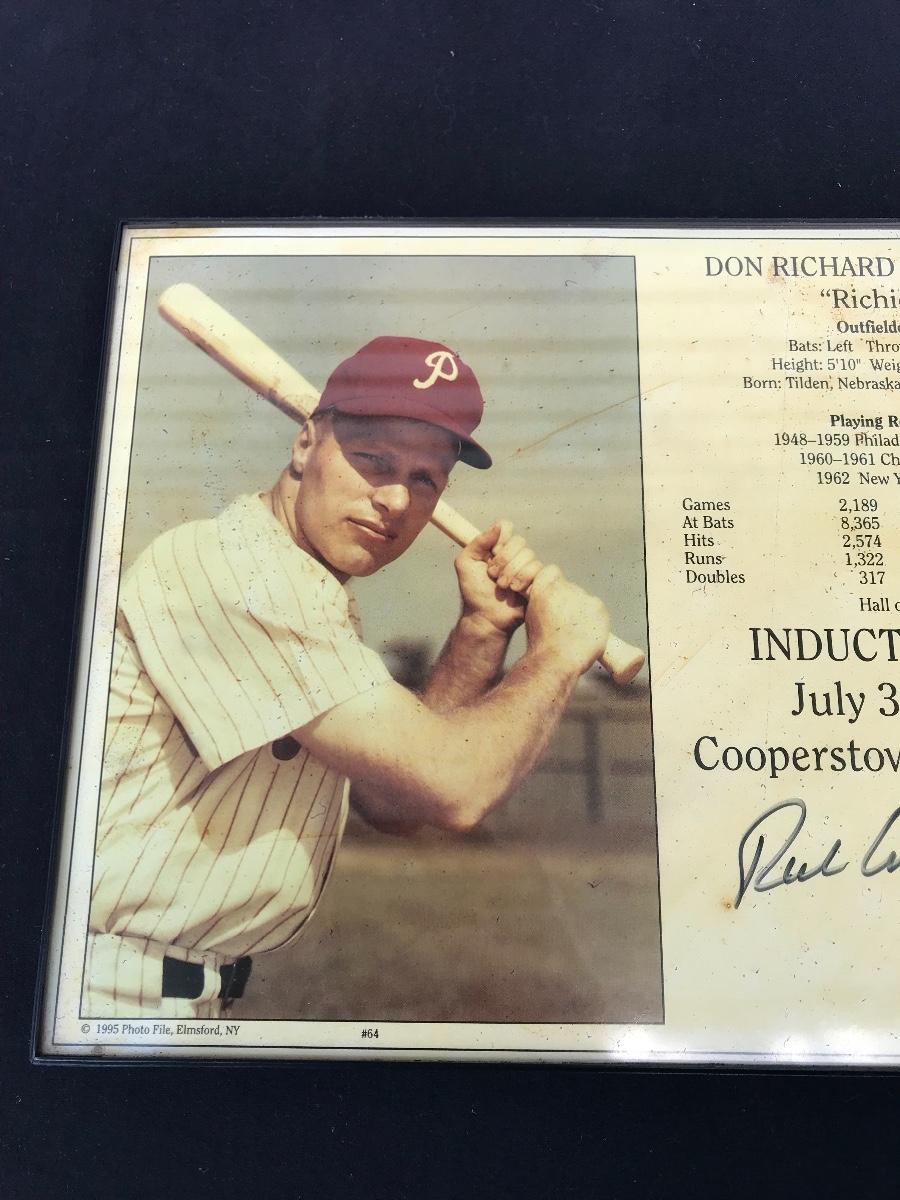 P
DON RICHARD
"Richi
Outfielde
Bats: Left Thro
Height: 5'10" Weig
Born: Tilden, Nebraska
Playing R
1948–1959 Philad
1960–1961 Ch
1962 New Y
Games 2,189
At Bats 8,365
Hits 2,574
Runs 1,322
Doubles 317
Hall o
INDUCT
July 3
Cooperstow
© 1995 Photo File, Elmsford, NY
#64